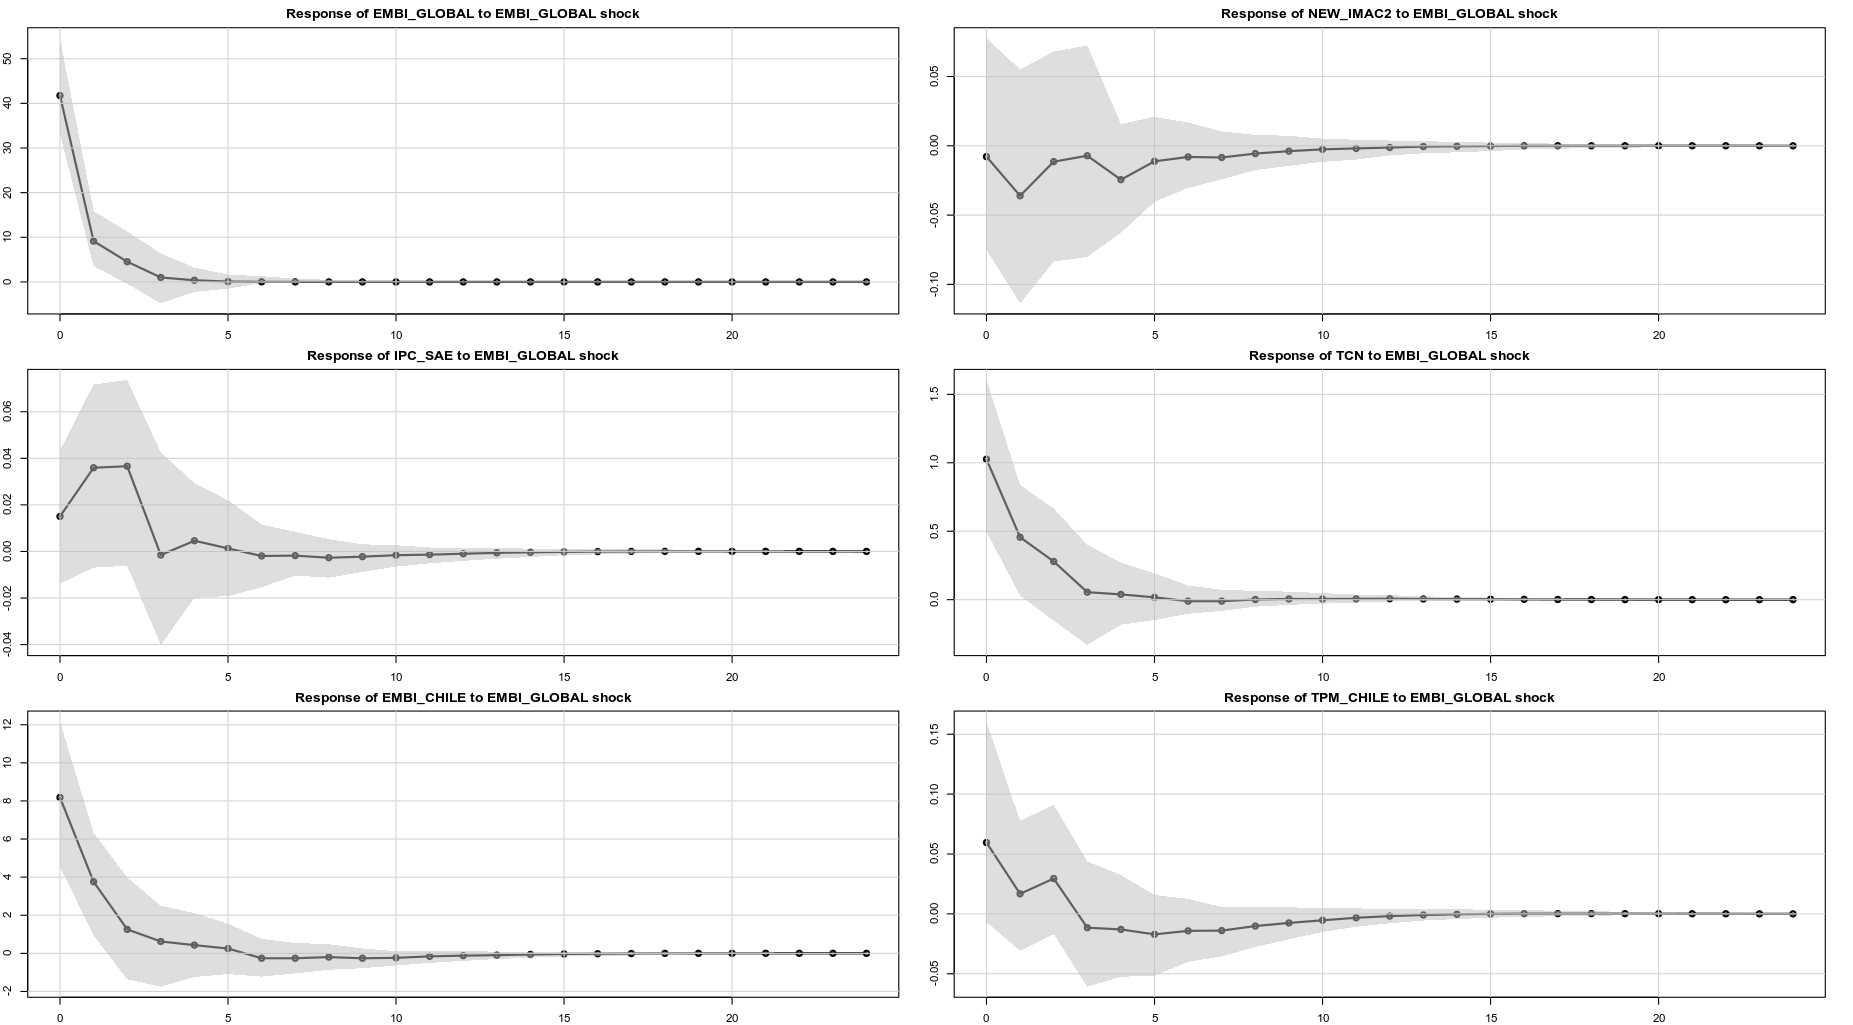 Response of EMBI_GLOBAL to EMBI_GLOBAL shock
50
40
30
20
10
0
0 5 10 15 20
Response of NEW_IMAC2 to EMBI_GLOBAL shock
0.05
0.00
-0.05
-0.10
0 5 10 15 20
Response of IPC_SAE to EMBI_GLOBAL shock
0.06
0.04
0.02
0.00
-0.02
-0.04
0 5 10 15 20
Response of TCN to EMBI_GLOBAL shock
1.5
1.0
0.5
0.0
0 5 10 15 20
Response of EMBI_CHILE to EMBI_GLOBAL shock
12
10
8
6
4
2
0
-2
0 5 10 15 20
Response of TPM_CHILE to EMBI_GLOBAL shock
0.15
0.10
0.05
0.00
-0.05
0 5 10 15 20